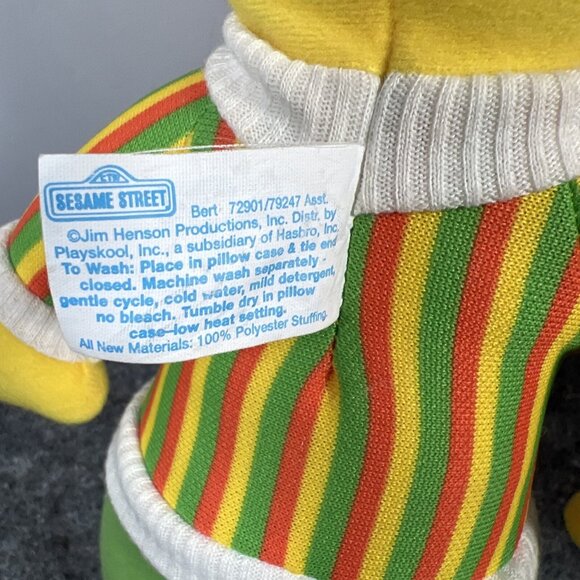 SESAME STREET
Bert 72901/79247 Asst.
©Jim Henson Productions, Inc. Distr. by
Playskool, Inc., a subsidiary of Hasbro, Inc.
To Wash: Place in pillow case & tie end
closed. Machine wash separately -
gentle cycle, cold water, mild detergent,
no bleach. Tumble dry in pillow
case–low heat setting.
All New Materials: 100% Polyester Stuffing.